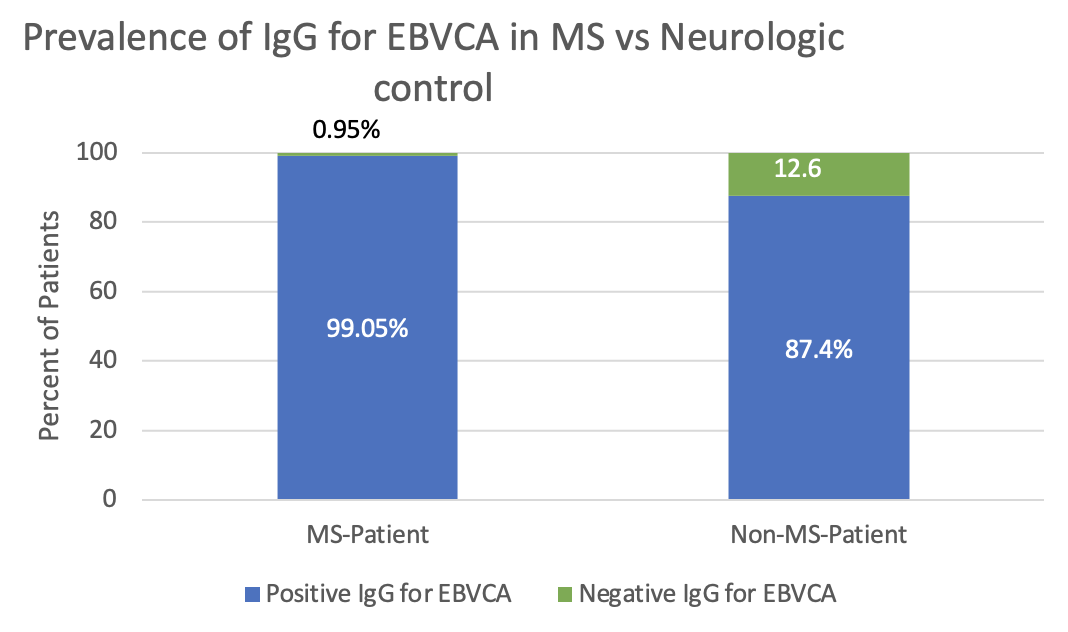 Prevalence of IgG for EBVCA in MS vs Neurologic
control
0.95%
100
80
60
40
20
0
Percent of Patients
99.05%
12.6
87.4%
MS-Patient
Non-MS-Patient
Positive IgG for EBVCA
Negative IgG for EBVCA